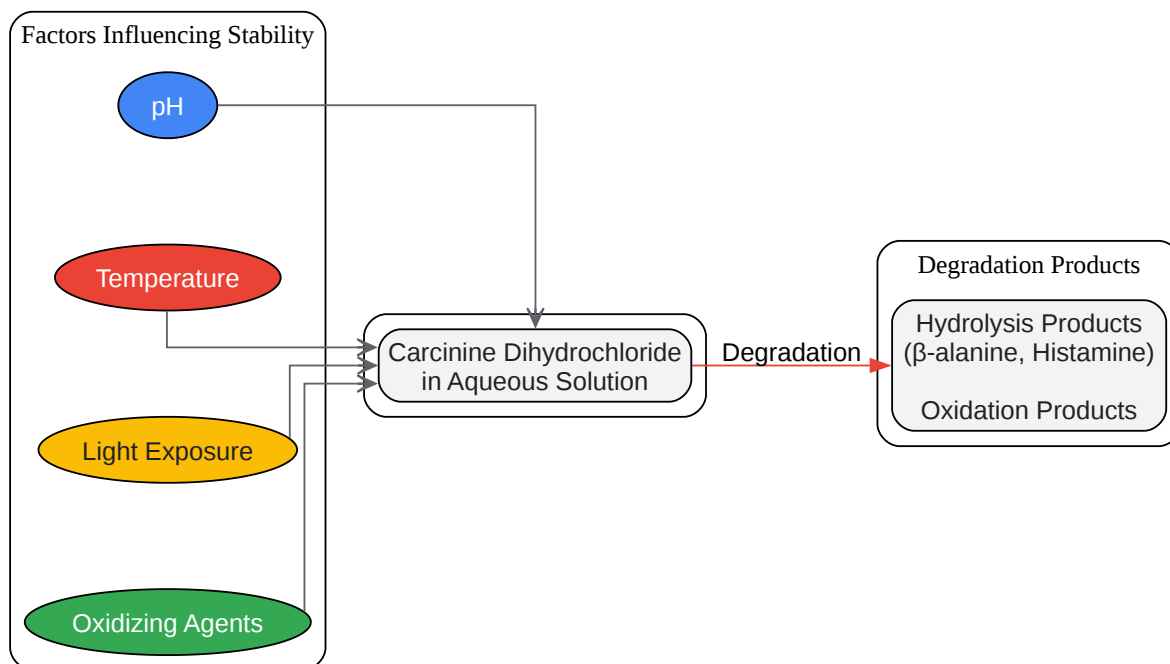 Factors Influencing Stability
pH
Temperature
Light Exposure
Oxidizing Agents
Carcinine Dihydrochloride
in Aqueous Solution
Degradation
Degradation Products
Hydrolysis Products
(β-alanine, Histamine)
Oxidation Products